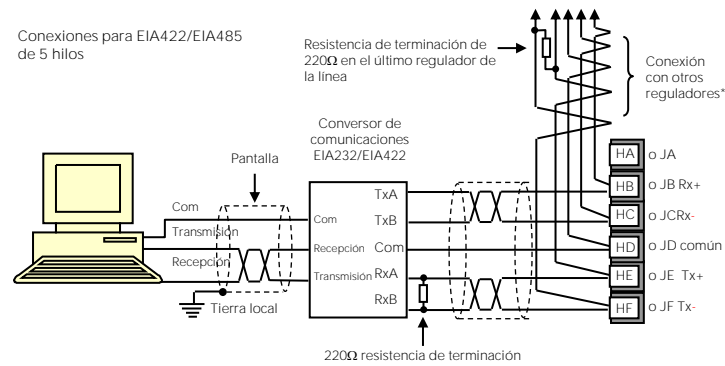 Conexiones para EIA422/EIA485
de 5 hilos
Resistencia de terminación de
220Ω en el último regulador de
la línea
Conexión
con otros
reguladores*
Conversor de
comunicaciones
EIA232/EIA422
Pantalla
Com
Transmisión
Recepción
Tierra local
Com
Recepción
Transmisión
TxA
TxB
Com
RxA
RxB
HA o JA
HB o JB Rx+
HC o JCRx-
HD o JD común
HE o JE Tx+
HF o JF Tx-
220Ω resistencia de terminación